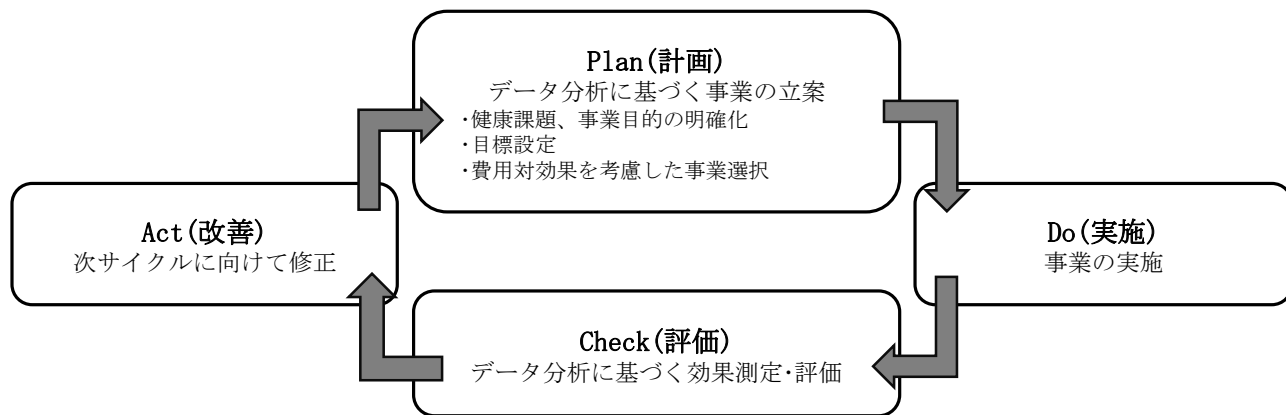 Plan(計画)
データ分析に基づく事業の立案
･健康課題、事業目的の明確化
･目標設定
･費用対効果を考慮した事業選択
Act(改善)
次サイクルに向けて修正
Do(実施)
事業の実施
Check(評価)
データ分析に基づく効果測定･評価